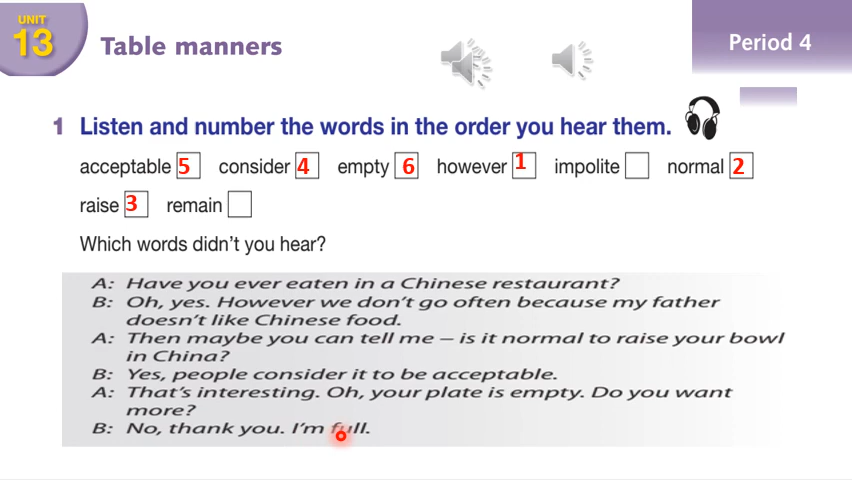 UNIT
13
Table manners
Period 4
1 Listen and number the words in the order you hear them.
acceptable 5 consider 4 empty 6 however 1 impolite normal 2
raise 3 remain
Which words didn't you hear?
A: Have you ever eaten in a Chinese restaurant?
B: Oh, yes. However we don't go often because my father
doesn't like Chinese food.
A: Then maybe you can tell me – is it normal to raise your bowl
in China?
B: Yes, people consider it to be acceptable.
A: That's interesting. Oh, your plate is empty. Do you want
more?
B: No, thank you. I'm full.